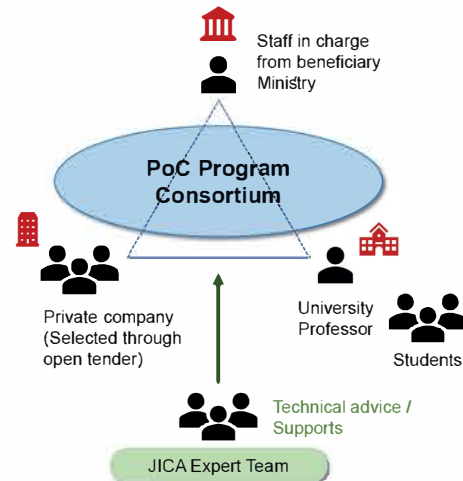 Staff in charge
from beneficiary
Ministry
PoC Program
Consortium
Private company
(Selected through
open tender)
University
Professor
Students
Technical advice /
Supports
JICA Expert Team